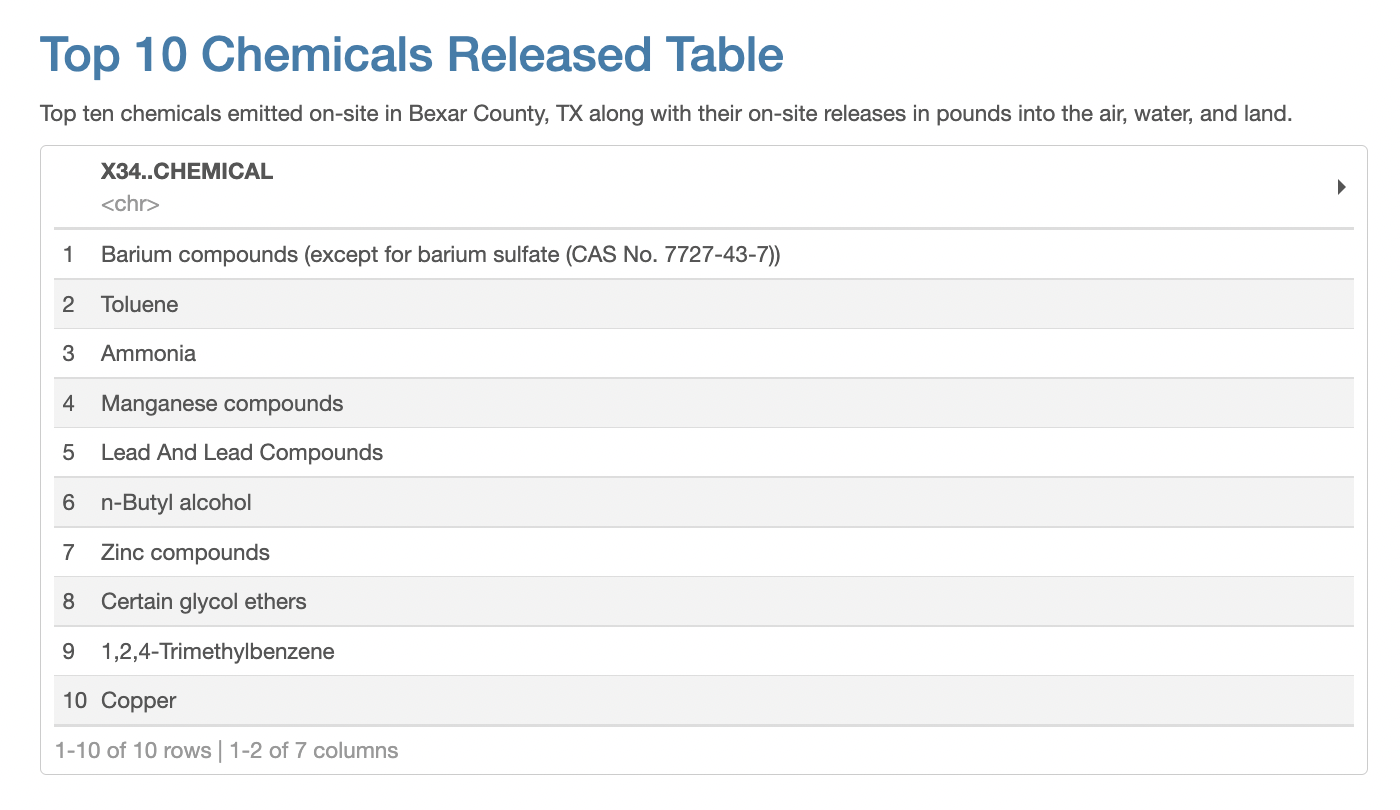 Top 10 Chemicals Released Table
Top ten chemicals emitted on-site in Bexar County, TX along with their on-site releases in pounds into the air, water, and land.
X34..CHEMICAL
<chr>
1 Barium compounds (except for barium sulfate (CAS No. 7727-43-7))
2 Toluene
3 Ammonia
4 Manganese compounds
5 Lead And Lead Compounds
6 n-Butyl alcohol
7 Zinc compounds
8 Certain glycol ethers
9 1,2,4-Trimethylbenzene
10 Copper
1-10 of 10 rows | 1-2 of 7 columns